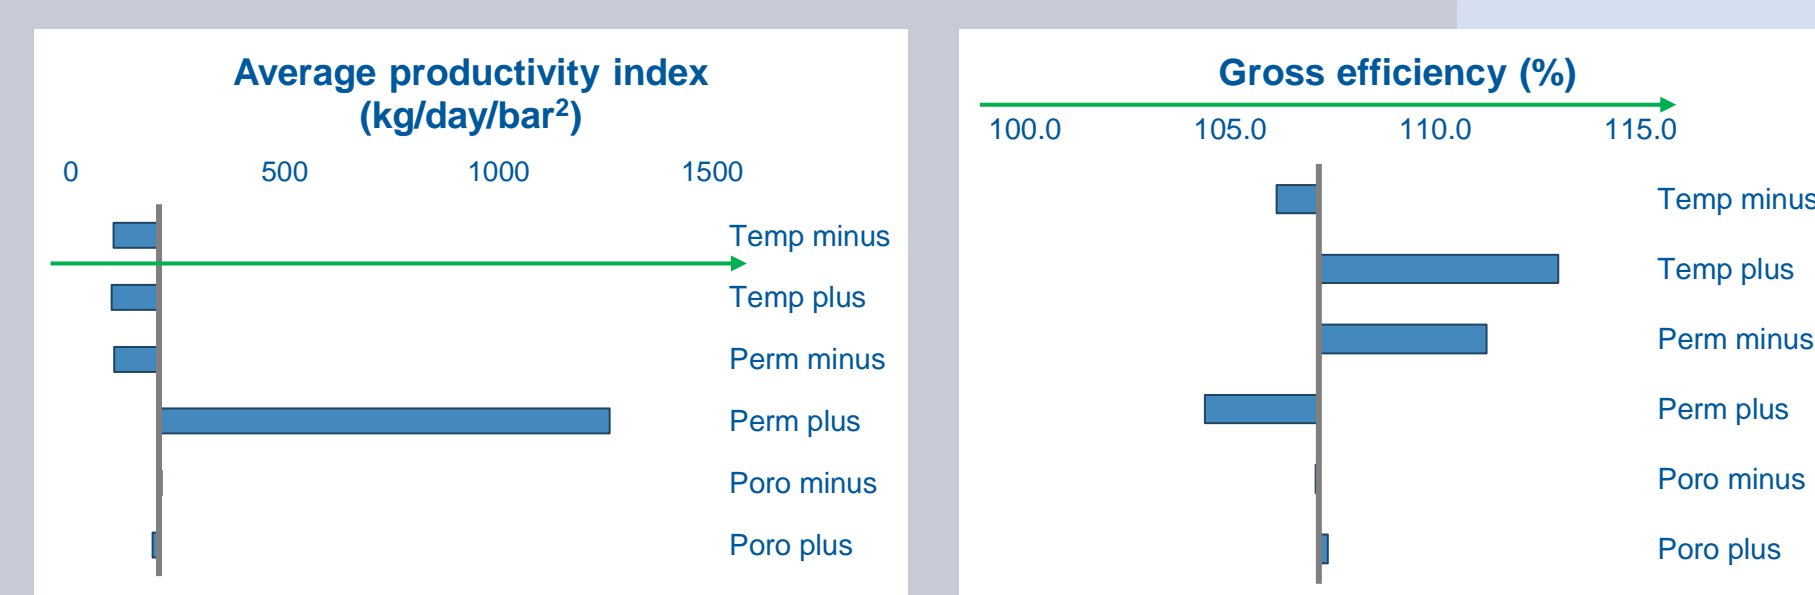 Average productivity index
(kg/day/bar²)
0 500 1000 1500
Temp minus
Temp plus
Perm minus
Perm plus
Poro minus
Poro plus
Gross efficiency (%)
100.0 105.0 110.0 115.0
Temp minus
Temp plus
Perm minus
Perm plus
Poro minus
Poro plus